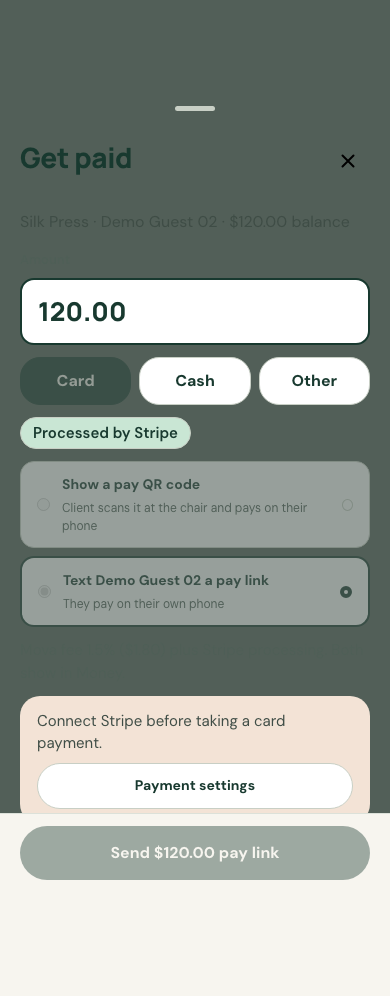 Get paid
Silk Press · Demo Guest 02 · $120.00 balance
120.00
Card
Cash
Other
Processed by Stripe
Show a pay QR code
Client scans it at the chair and pays on their
phone
Text Demo Guest 02 a pay link
They pay on their own phone
Connect Stripe before taking a card
payment.
Payment settings
Send $120.00 pay link